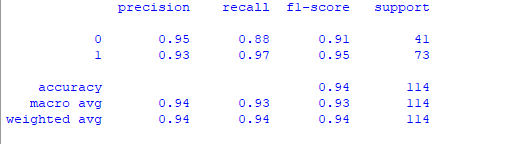 precision recall f1-score support
0 0.95 0.88 0.91 41
1 0.93 0.97 0.95 73
accuracy 0.94 114
macro avg 0.94 0.93 0.93 114
weighted avg 0.94 0.94 0.94 114